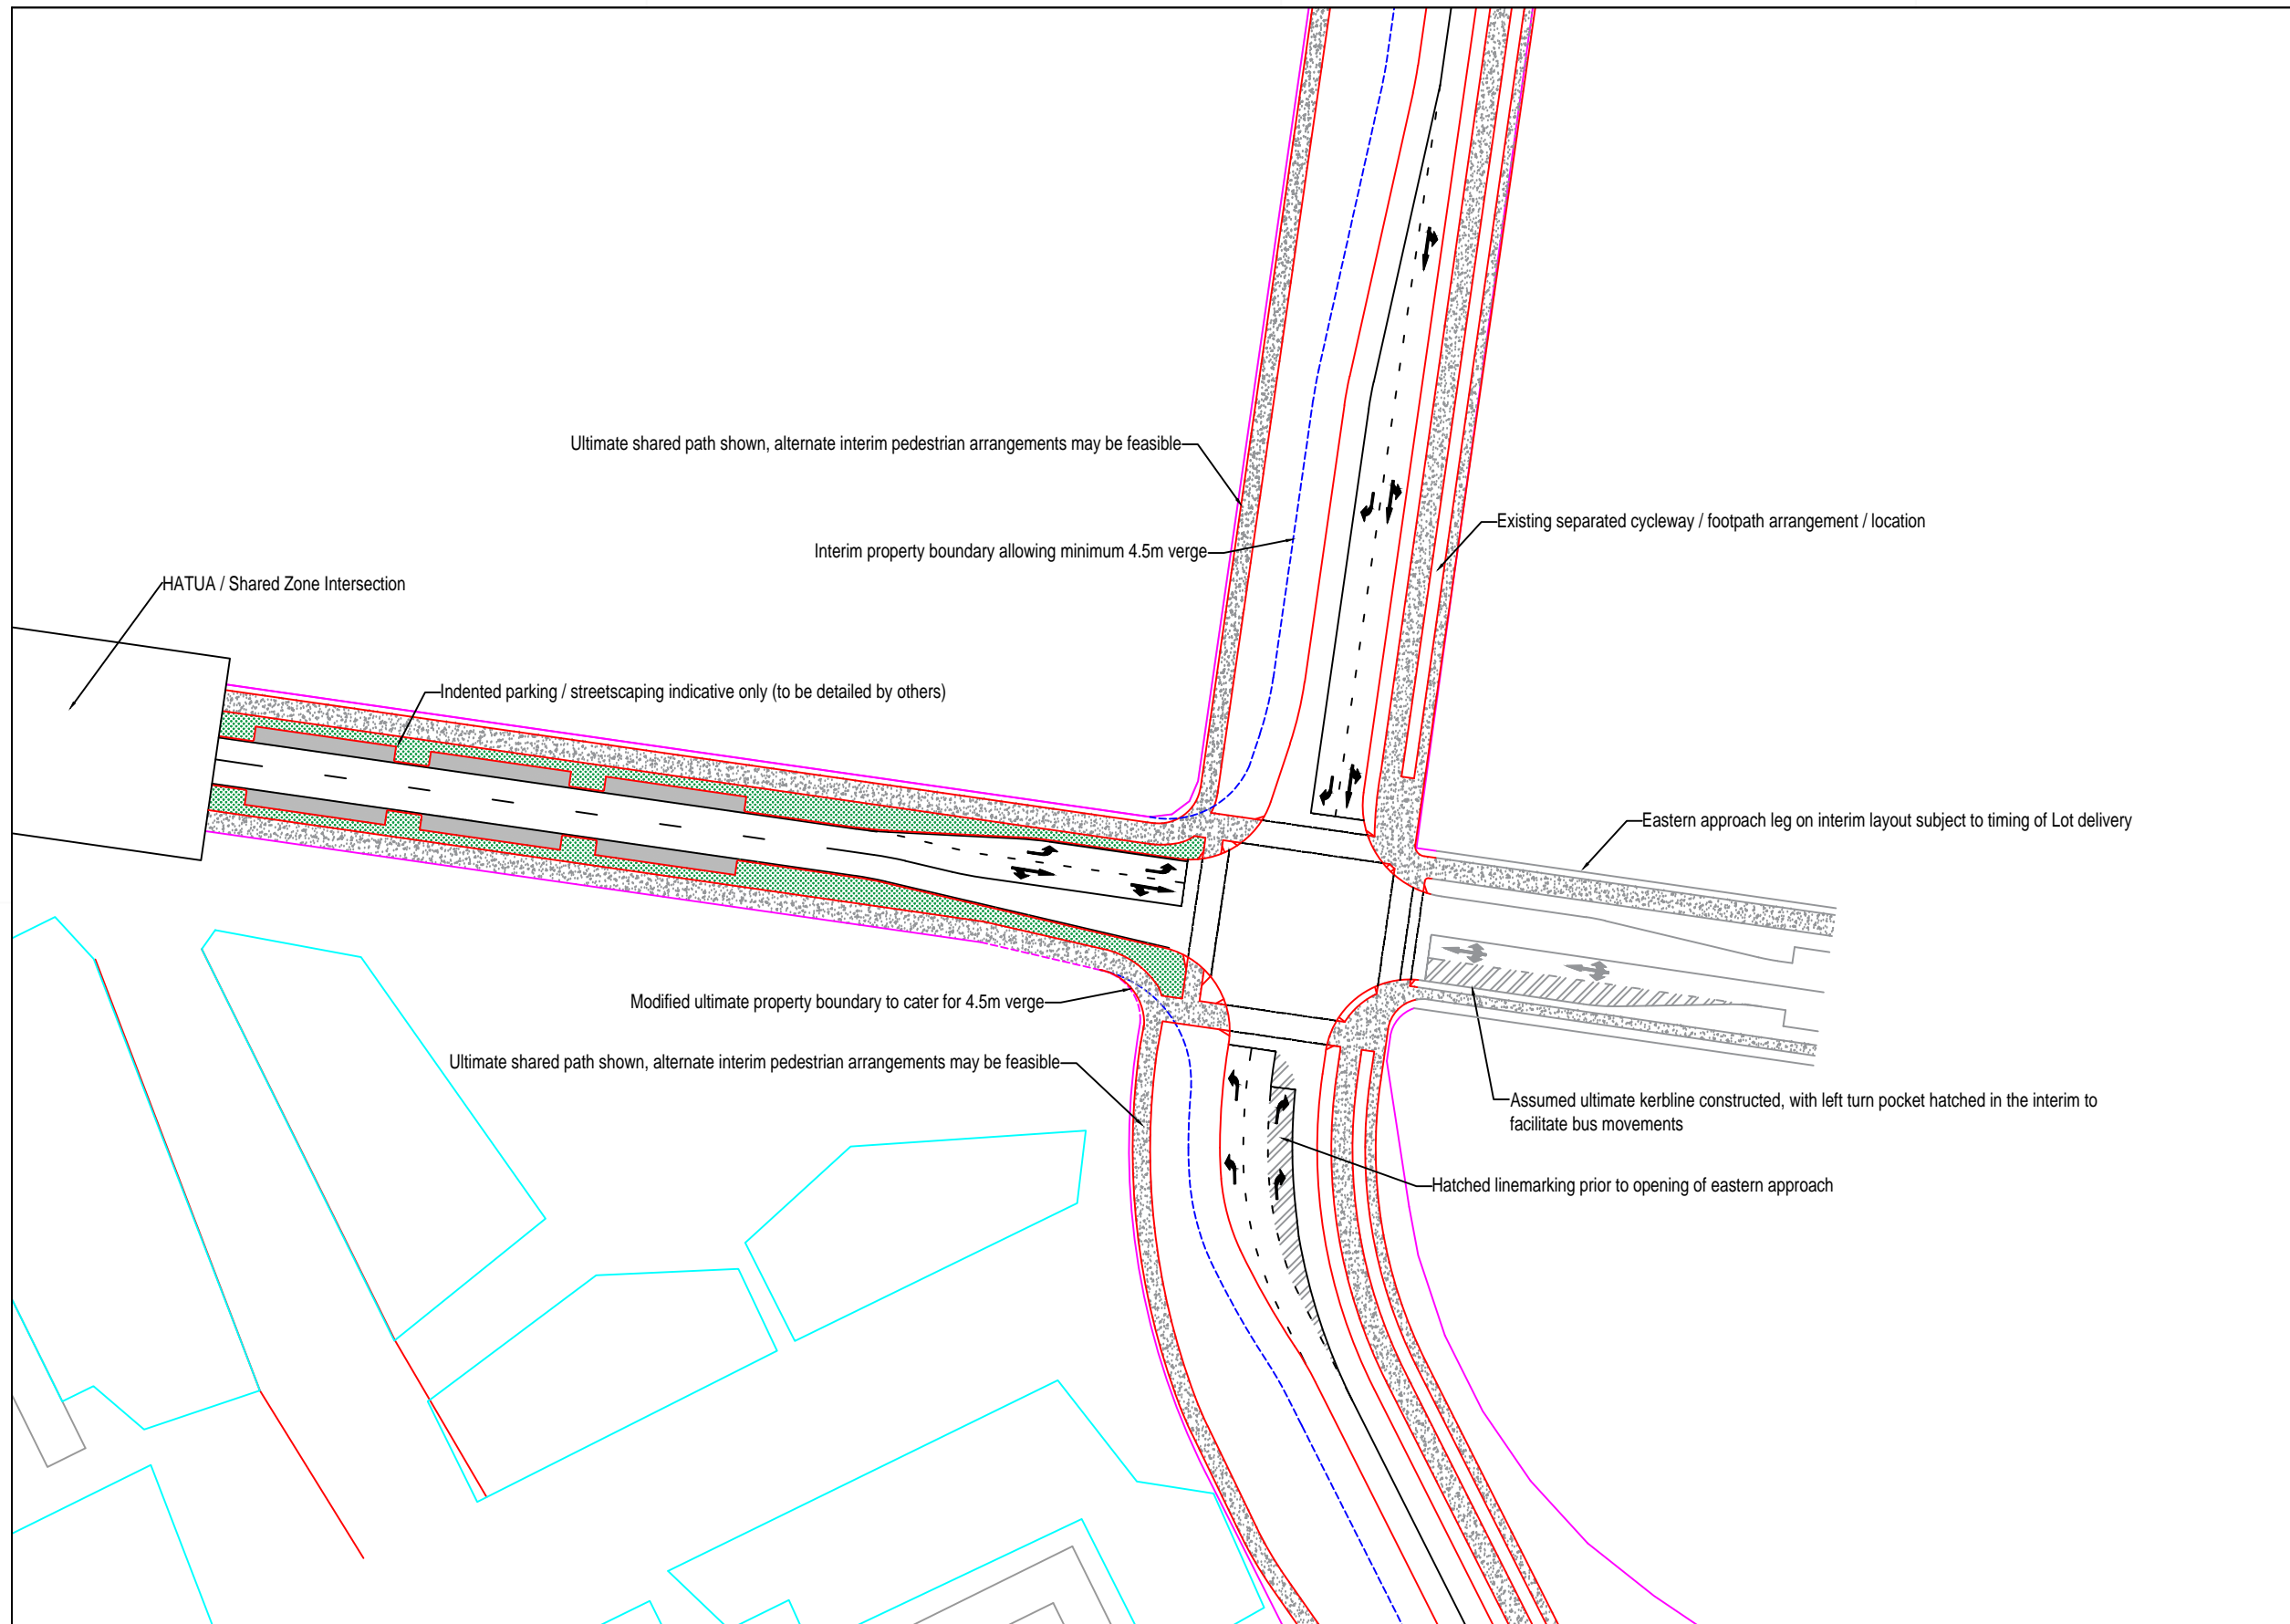 Ultimate shared path shown, alternate interim pedestrian arrangements may be feasible
Existing separated cycleway / footpath arrangement / location
Interim property boundary allowing minimum 4.5m verge
HATUA / Shared Zone Intersection
Indented parking / streetscaping indicative only (to be detailed by others)
Eastern approach leg on interim layout subject to timing of Lot delivery
Modified ultimate property boundary to cater for 4.5m verge
Ultimate shared path shown, alternate interim pedestrian arrangements may be feasible
Assumed ultimate kerbline constructed, with left turn pocket hatched in the interim to
facilitate bus movements
Hatched linemarking prior to opening of eastern approach